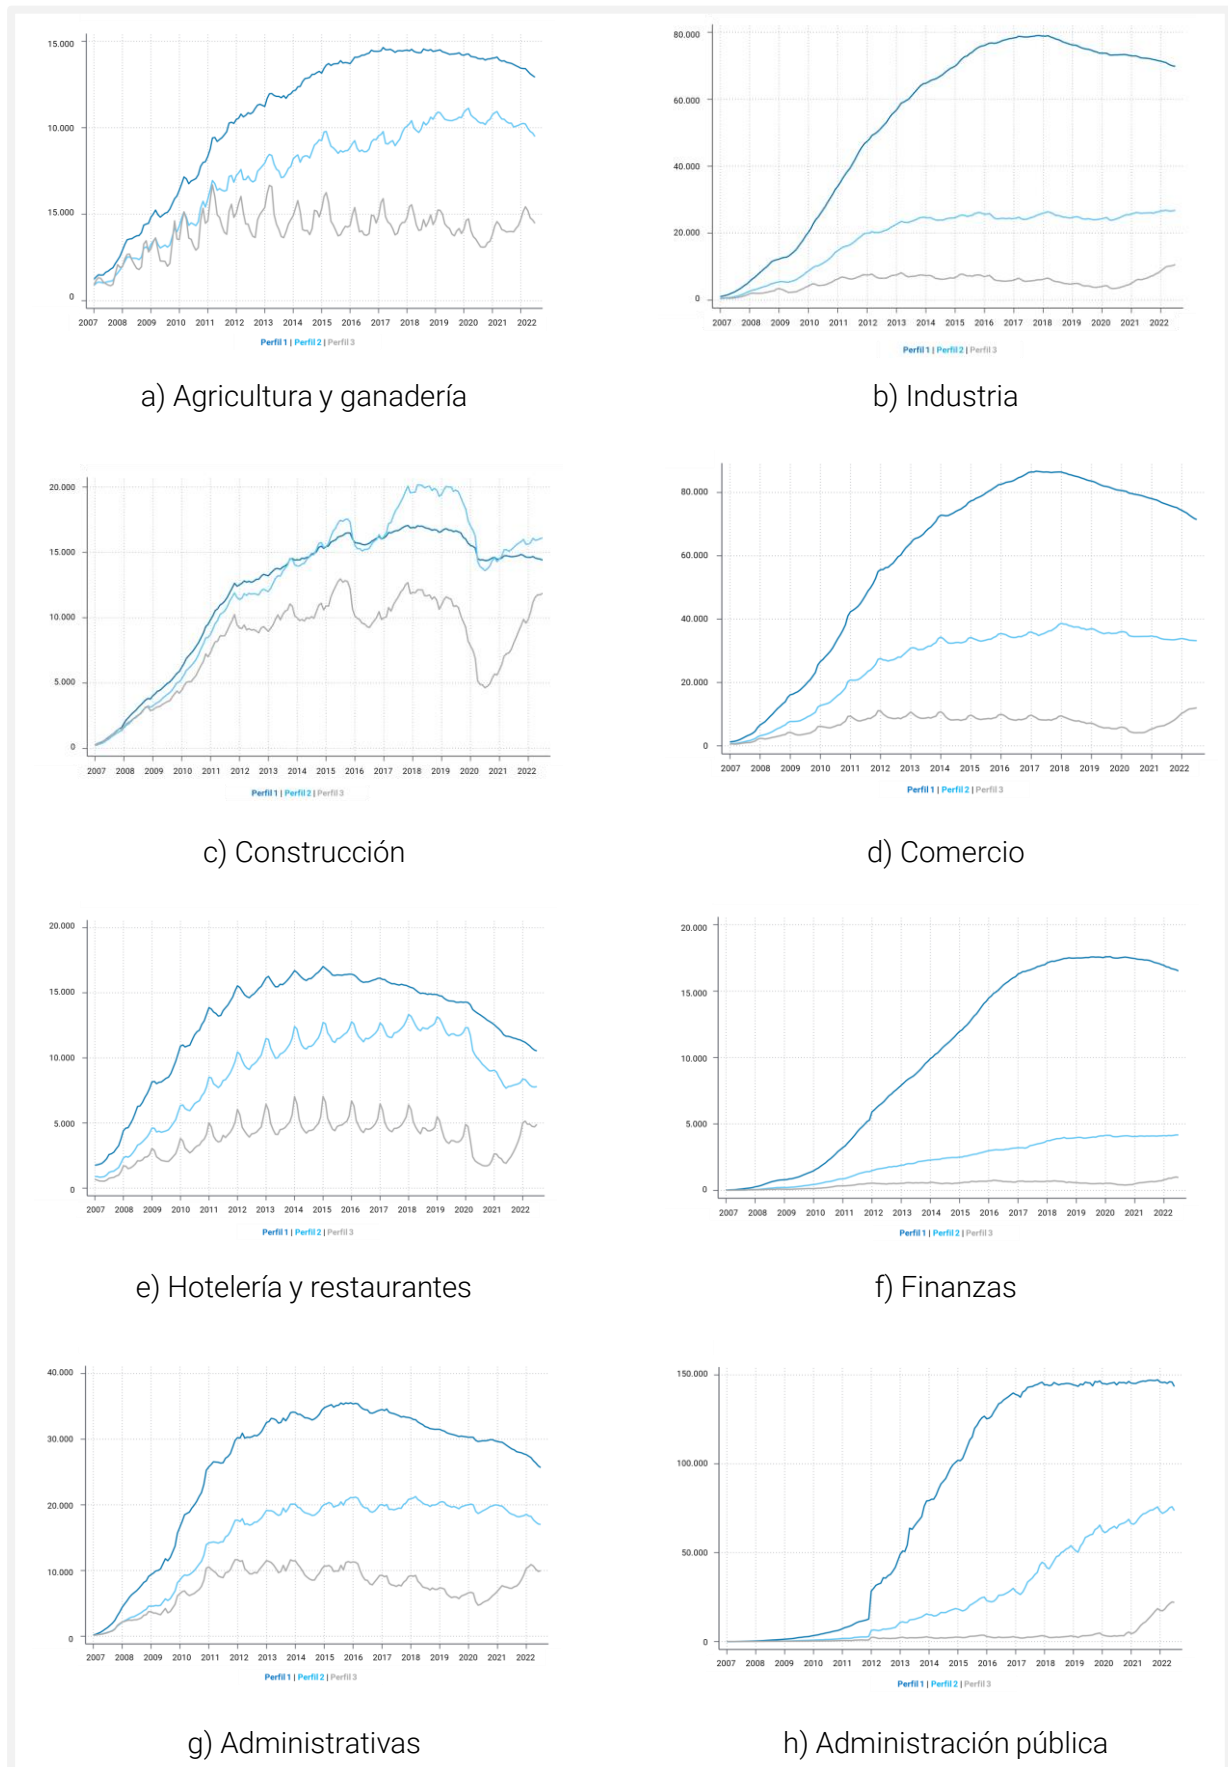 15.000
10.000
15.000
0
2007 2008 2009 2010 2011 2012 2013 2014 2015 2016 2017 2018 2019 2020 2021 2022
Perfil 1 | Perfil 2 | Perfil 3
a) Agricultura y ganadería
80.000
60.000
40.000
20.000
0
2007 2008 2009 2010 2011 2012 2013 2014 2015 2016 2017 2018 2019 2020 2021 2022
Perfil 1 | Perfil 2 | Perfil 3
b) Industria
20.000
15.000
10.000
5.000
0
2007 2008 2009 2010 2011 2012 2013 2014 2015 2016 2017 2018 2019 2020 2021 2022
Perfil 1 | Perfil 2 | Perfil 3
c) Construcción
80.000
60.000
40.000
20.000
0
2007 2008 2009 2010 2011 2012 2013 2014 2015 2016 2017 2018 2019 2020 2021 2022
Perfil 1 | Perfil 2 | Perfil 3
d) Comercio
20.000
15.000
10.000
5.000
0
2007 2008 2009 2010 2011 2012 2013 2014 2015 2016 2017 2018 2019 2020 2021 2022
Perfil 1 | Perfil 2 | Perfil 3
e) Hotelería y restaurantes
20.000
15.000
10.000
5.000
0
2007 2008 2009 2010 2011 2012 2013 2014 2015 2016 2017 2018 2019 2020 2021 2022
Perfil 1 | Perfil 2 | Perfil 3
f) Finanzas
40.000
30.000
20.000
10.000
0
2007 2008 2009 2010 2011 2012 2013 2014 2015 2016 2017 2018 2019 2020 2021 2022
Perfil 1 | Perfil 2 | Perfil 3
g) Administrativas
150.000
100.000
50.000
0
2007 2008 2009 2010 2011 2012 2013 2014 2015 2016 2017 2018 2019 2020 2021 2022
Perfil 1 | Perfil 2 | Perfil 3
h) Administración pública